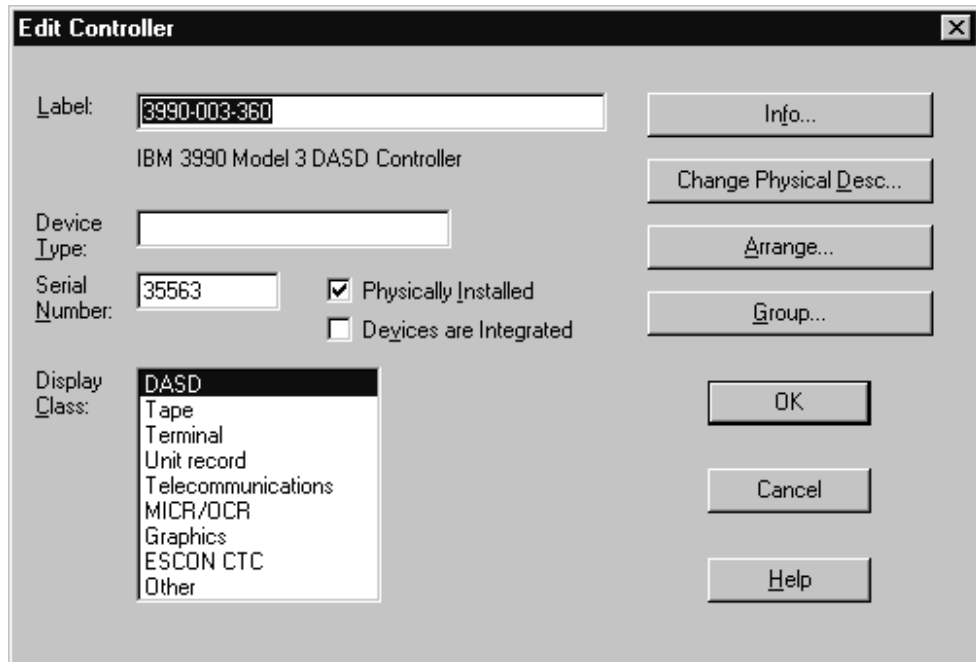 Edit Controller
Label:
3990-003-360
Info...
IBM 3990 Model 3 DASD Controller
Change Physical Desc...
Device
Type:
Arrange...
Serial
Number:
35563
Physically Installed
Devices are Integrated
Group...
Display
Class:
DASD
Tape
Terminal
Unit record
Telecommunications
MICR/OCR
Graphics
ESCON CTC
Other
OK
Cancel
Help